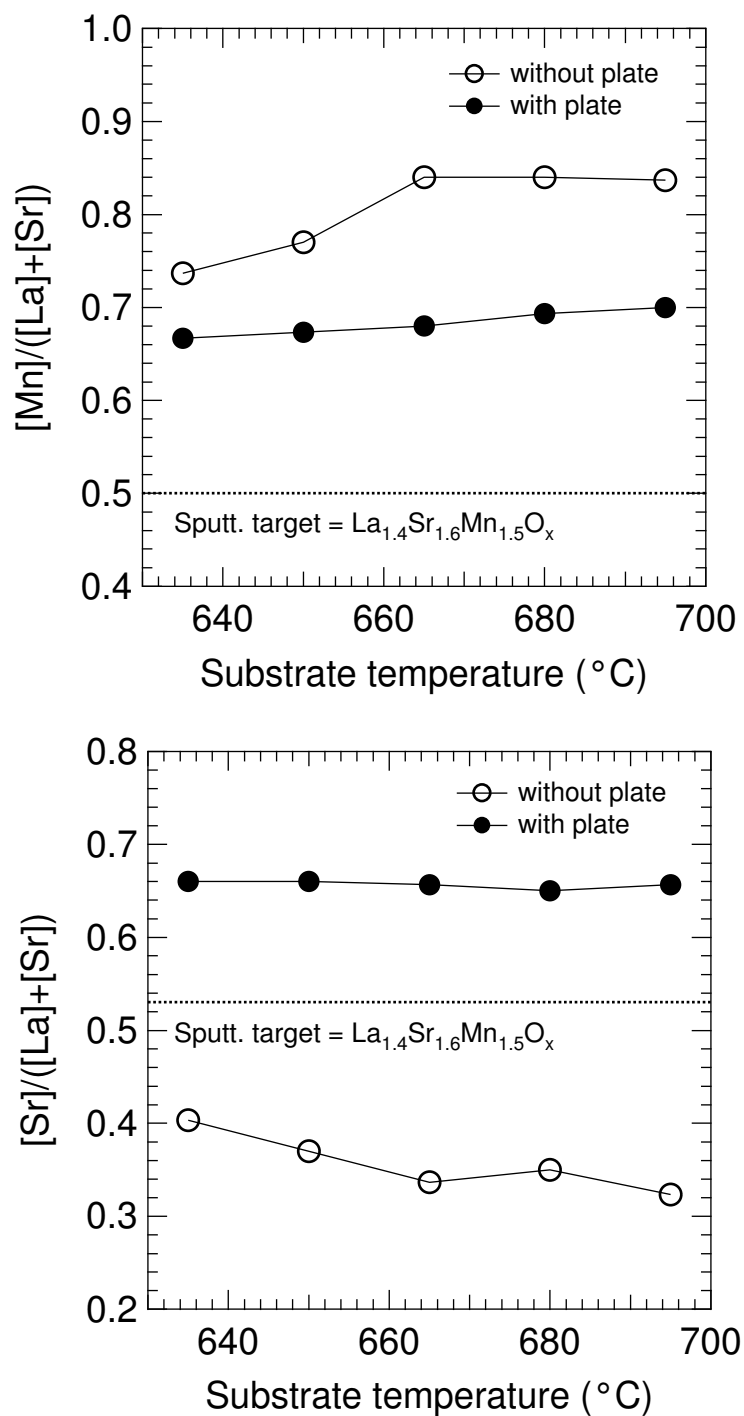 1.0
without plate
with plate
0.9
0.8
0.7
0.6
0.5
Sputt. target = La1.4Sr1.6Mn1.5Ox
0.4
[Mn]/([La]+[Sr])
640 660 680 700
Substrate temperature (°C)
0.8
without plate
with plate
0.7
0.6
0.5
Sputt. target = La1.4Sr1.6Mn1.5Ox
0.4
0.3
0.2
[Sr]/([La]+[Sr])
640 660 680 700
Substrate temperature (°C)